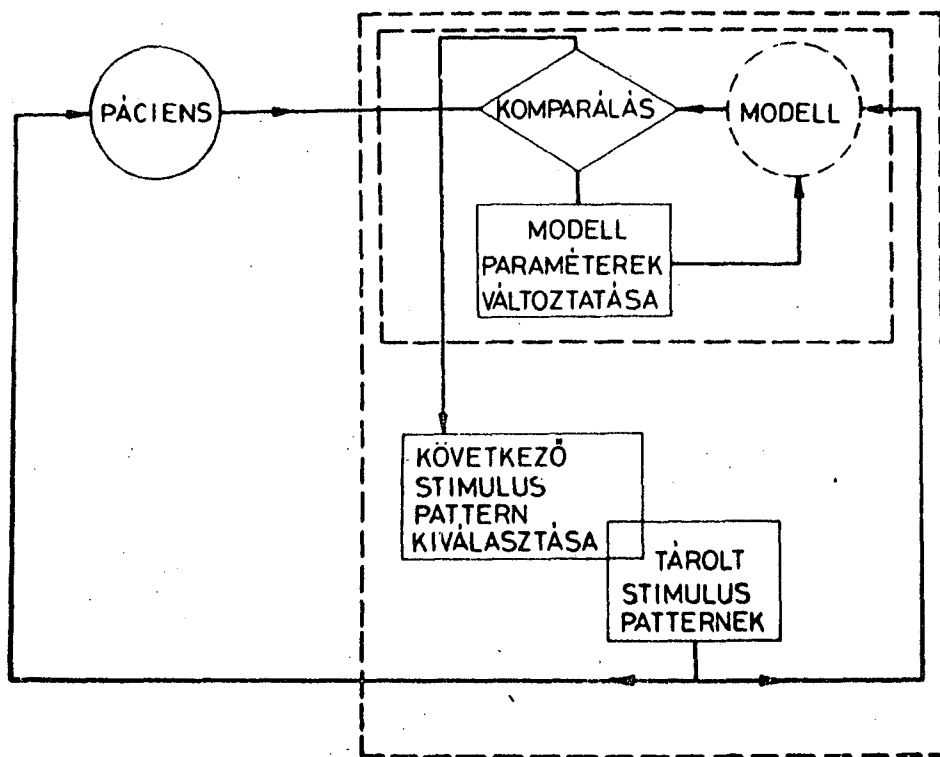 PÁCIENS
KOMPARÁLÁS
MODELL
MODELL
PARAMÉTEREK
VÁLTOZTATÁSA
KÖVETKEZŐ
STIMULUS
PATTERN
KIVÁLASZTÁSA
TÁROLT
STIMULUS
PATTERNEK